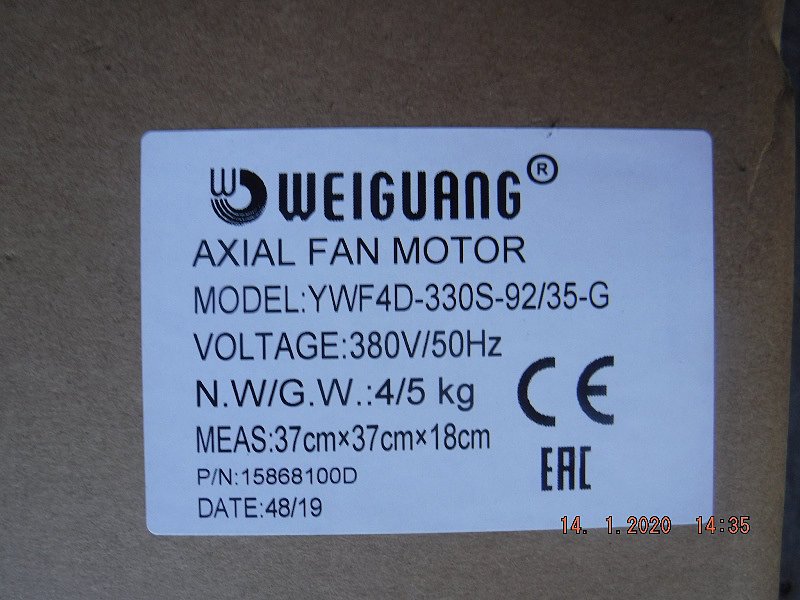 W WEIGUANG®
AXIAL FAN MOTOR
MODEL:YWF4D-330S-92/35-G
VOLTAGE:380V/50Hz
N.W/G.W.:4/5 kg
CE
MEAS:37cm×37cm×18cm
EAC
P/N:15868100D
DATE:48/19
14. 1.2020 14:35